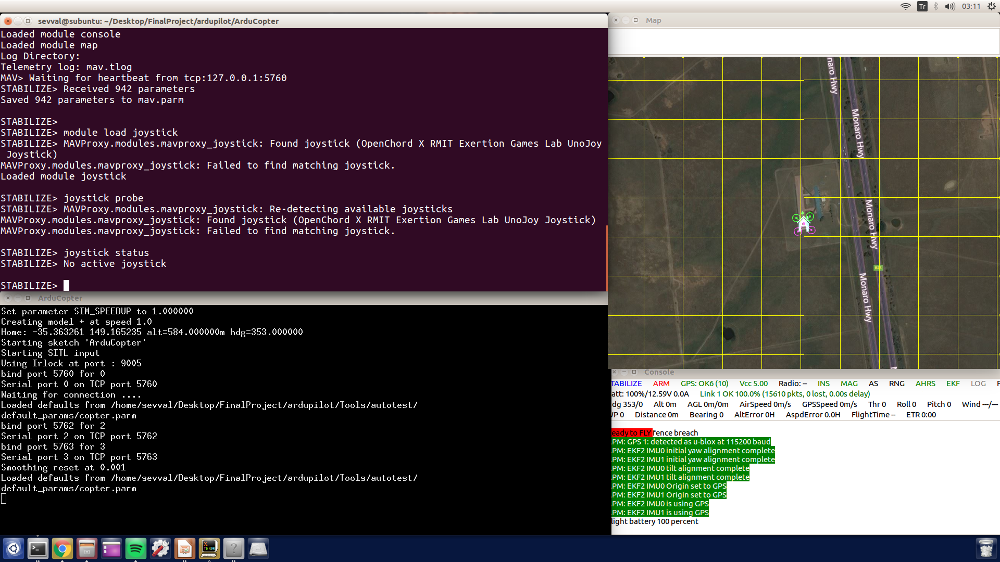 Tr 03:11
sevval@subuntu: ~/Desktop/FinalProject/ardupilot/ArduCopter
Loaded module console
Loaded module map
Log Directory:
Telemetry log: mav.tlog
MAV> Waiting for heartbeat from tcp:127.0.0.1:5760
STABILIZE> Received 942 parameters
Saved 942 parameters to mav.parm
STABILIZE>
STABILIZE> module load joystick
STABILIZE> MAVProxy.modules.mavproxy_joystick: Found joystick (OpenChord X RMIT Exertion Games Lab UnoJoy
Joystick)
MAVProxy.modules.mavproxy_joystick: Failed to find matching joystick.
Loaded module joystick
STABILIZE> joystick probe
STABILIZE> MAVProxy.modules.mavproxy_joystick: Re-detecting available joysticks
MAVProxy.modules.mavproxy_joystick: Found joystick (OpenChord X RMIT Exertion Games Lab UnoJoy Joystick)
MAVProxy.modules.mavproxy_joystick: Failed to find matching joystick.
STABILIZE> joystick status
STABILIZE> No active joystick
STABILIZE>
ArduCopter
Set parameter SIM_SPEEDUP to 1.000000
Creating model + at speed 1.0
Home: -35.363261 149.165235 alt=584.000000m hdg=353.000000
Starting sketch 'ArduCopter'
Starting SITL input
Using Irlock at port : 9005
bind port 5760 for 0
Serial port 0 on TCP port 5760
Waiting for connection ....
Loaded defaults from /home/sevval/Desktop/FinalProject/ardupilot/Tools/autotest/
default_params/copter.parm
bind port 5762 for 2
Serial port 2 on TCP port 5762
bind port 5763 for 3
Serial port 3 on TCP port 5763
Smoothing reset at 0.001
Loaded defaults from /home/sevval/Desktop/FinalProject/ardupilot/Tools/autotest/
default_params/copter.parm
Map
naro Hwy
Monaro Hwy
Monaro Hwy
Monaro Hwy
B23
Console
TABILIZE ARM GPS: OK6 (10) Vcc 5.00 Radio: -- INS MAG AS RNG AHRS EKF LOG F
att: 100%/12.59V 0.0A Link 1 OK 100.0% (15610 pkts, 0 lost, 0.00s delay)
dg 353/0 Alt 0m AGL 0m/0m AirSpeed 0m/s GPSSpeed 0m/s Thr 0 Roll 0 Pitch 0 Wind ---/---
VP 0 Distance 0m Bearing 0 AltError 0H AspdError 0.0H FlightTime -- ETR 0:00
eady to FLY fence breach
PM: GPS 1: detected as u-blox at 115200 baud
PM: EKF2 IMU0 initial yaw alignment complete
PM: EKF2 IMU1 initial yaw alignment complete
PM: EKF2 IMU0 tilt alignment complete
PM: EKF2 IMU1 tilt alignment complete
PM: EKF2 IMU0 Origin set to GPS
PM: EKF2 IMU1 Origin set to GPS
PM: EKF2 IMU0 is using GPS
PM: EKF2 IMU1 is using GPS
light battery 100 percent
X
TERM